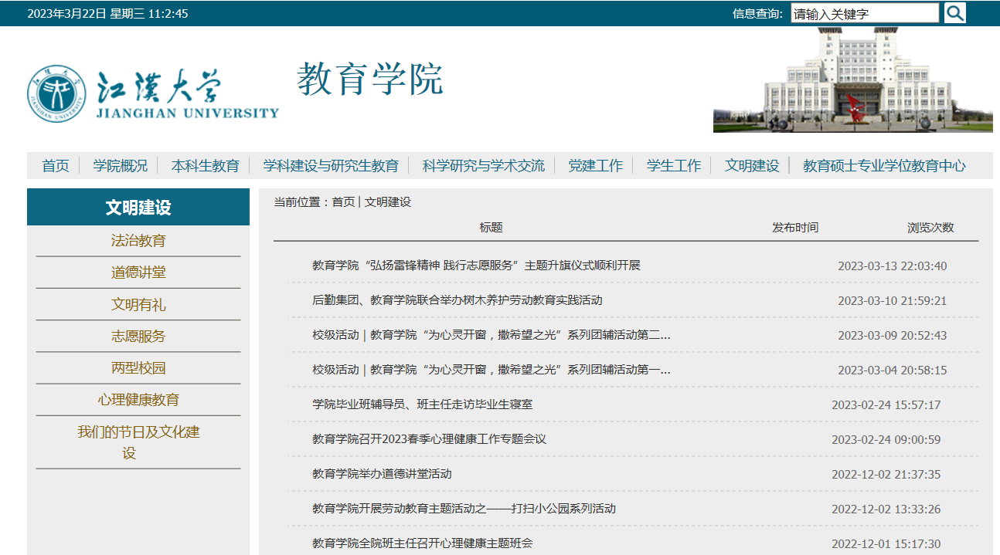 2023年3月22日 星期三 11:2:45
信息查询:
请输入关键字
江汉大学
JIANGHAN UNIVERSITY
教育学院
首页 学院概况 本科生教育 学科建设与研究生教育 科学研究与学术交流 党建工作 学生工作 文明建设 教育硕士专业学位教育中心
文明建设
法治教育
道德讲堂
文明有礼
志愿服务
两型校园
心理健康教育
我们的节日及文化建
设
当前位置：首页 | 文明建设
标题 发布时间 浏览次数
教育学院“弘扬雷锋精神 践行志愿服务”主题升旗仪式顺利开展 2023-03-13 22:03:40
后勤集团、教育学院联合举办树木养护劳动教育实践活动 2023-03-10 21:59:21
校级活动｜教育学院“为心灵开窗，撒希望之光”系列团辅活动第二... 2023-03-09 20:52:43
校级活动｜教育学院“为心灵开窗，撒希望之光”系列团辅活动第一... 2023-03-04 20:58:15
学院毕业班辅导员、班主任走访毕业生寝室 2023-02-24 15:57:17
教育学院召开2023春季心理健康工作专题会议 2023-02-24 09:00:59
教育学院举办道德讲堂活动 2022-12-02 21:37:35
教育学院开展劳动教育主题活动之——打扫小公园系列活动 2022-12-02 13:33:26
教育学院全院班主任召开心理健康主题班会 2022-12-01 15:17:30